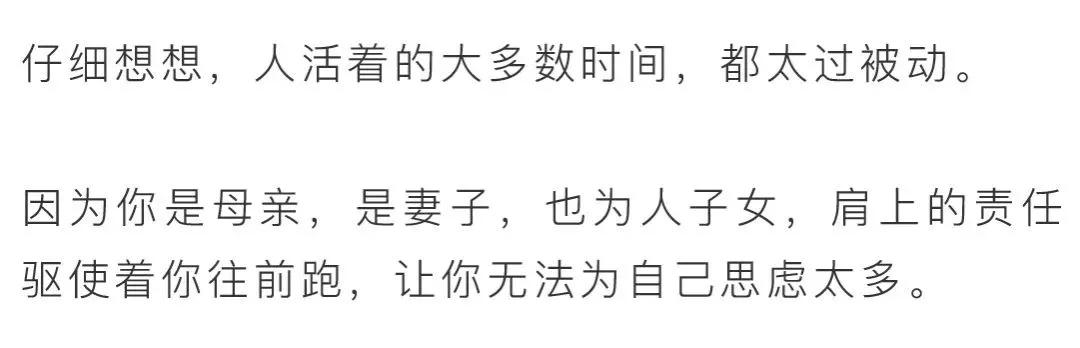 仔细想想，人活着的大多数时间，都太过被动。
因为你是母亲，是妻子，也为人子女，肩上的责任
驱使着你往前跑，让你无法为自己思虑太多。